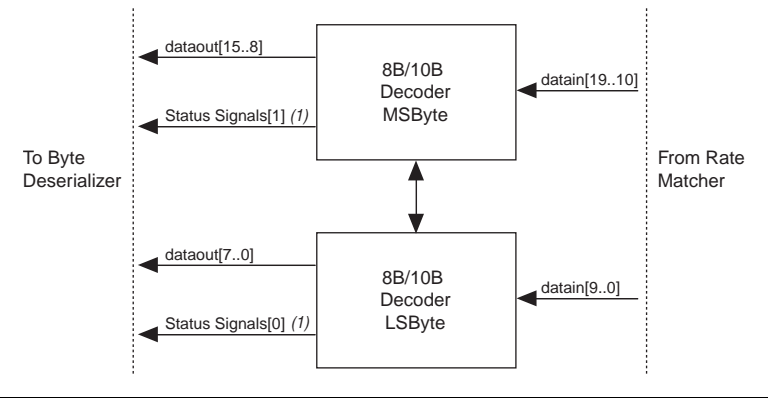 dataout[15..8]
Status Signals[1] (1)
8B/10B
Decoder
MSByte
datain[19..10]
To Byte
Deserializer
From Rate
Matcher
dataout[7..0]
Status Signals[0] (1)
8B/10B
Decoder
LSByte
datain[9..0]